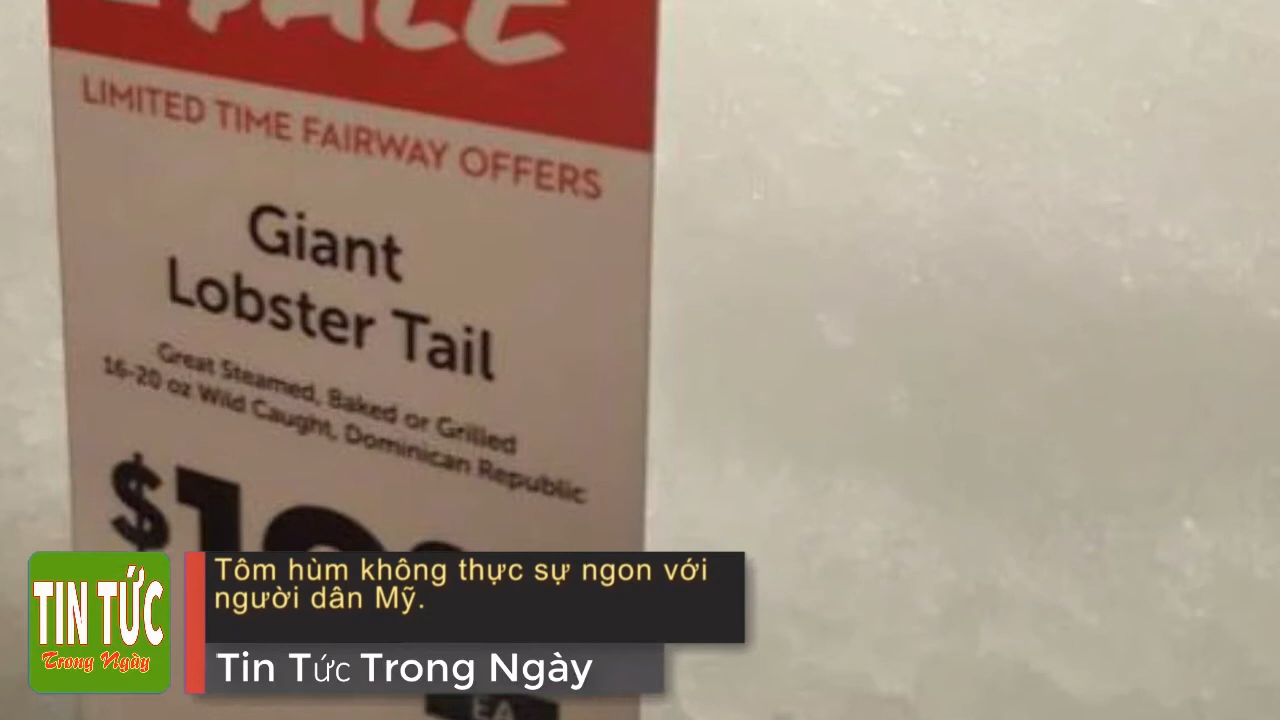 LIMITED TIME FAIRWAY OFFERS
Giant
Lobster Tail
Great Steamed, Baked or Grilled
16-20 oz Wild Caught, Dominican Republic
Tôm hùm không thực sự ngon với
người dân Mỹ.
TIN TỨC
Trong Ngày
Tin Tức Trong Ngày
EA